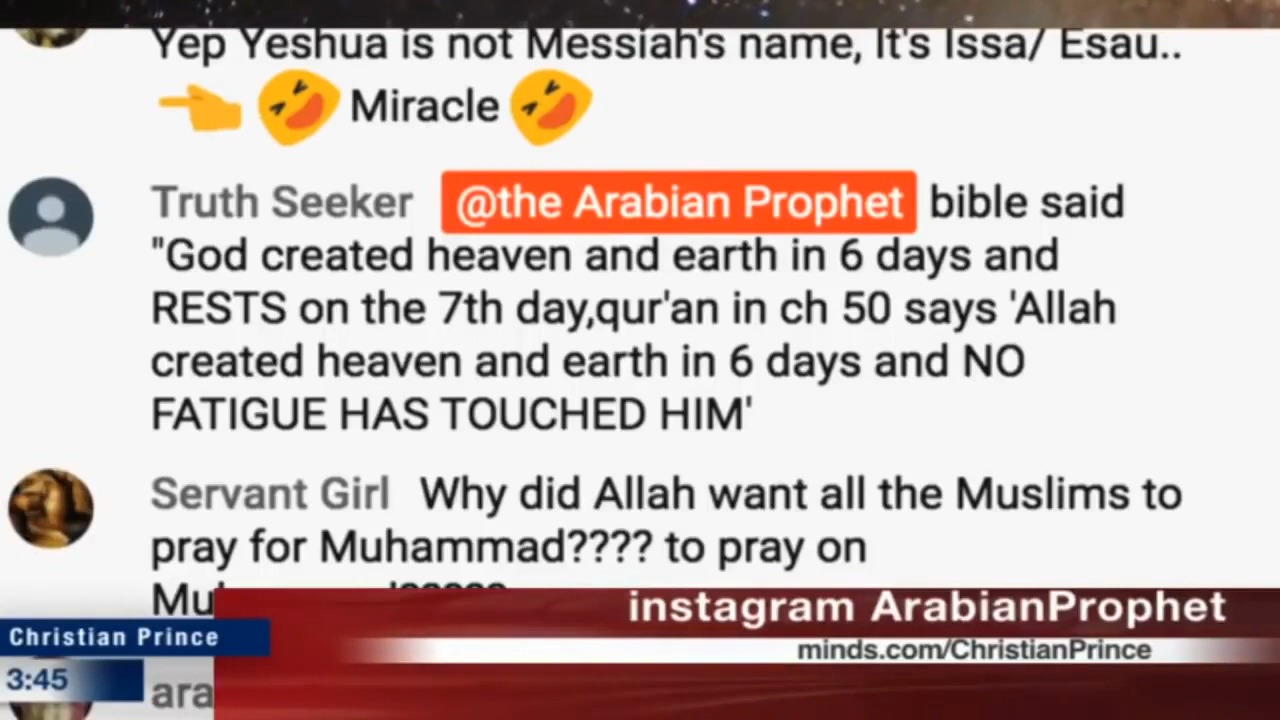 Yep Yeshua is not Messiah's name, It's Issa/ Esau..
Miracle
Truth Seeker @the Arabian Prophet bible said
"God created heaven and earth in 6 days and
RESTS on the 7th day,qur'an in ch 50 says 'Allah
created heaven and earth in 6 days and NO
FATIGUE HAS TOUCHED HIM'
Servant Girl Why did Allah want all the Muslims to
pray for Muhammad???? to pray on
instagram ArabianProphet
Christian Prince
minds.com/ChristianPrince
3:45